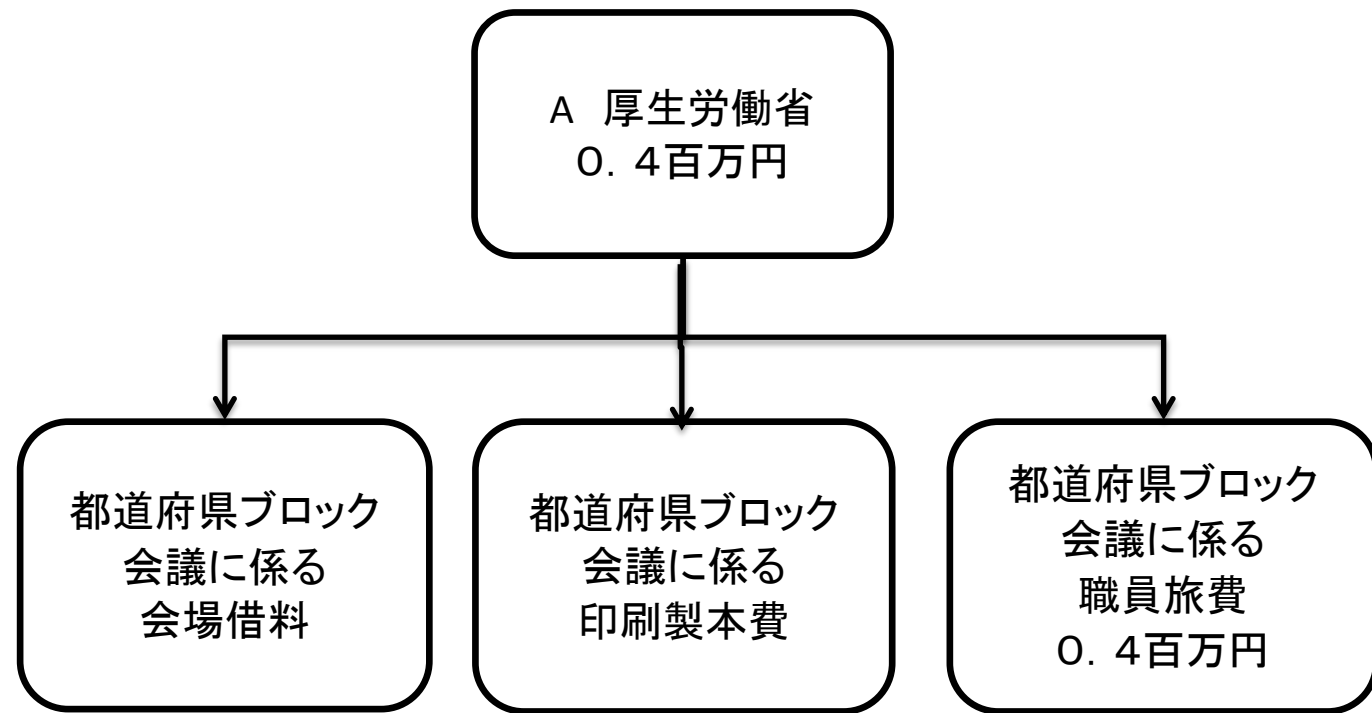 A　厚生労働省
０．４百万円
都道府県ブロック
会議に係る
会場借料
都道府県ブロック
会議に係る
印刷製本費
都道府県ブロック
会議に係る
職員旅費
０．４百万円